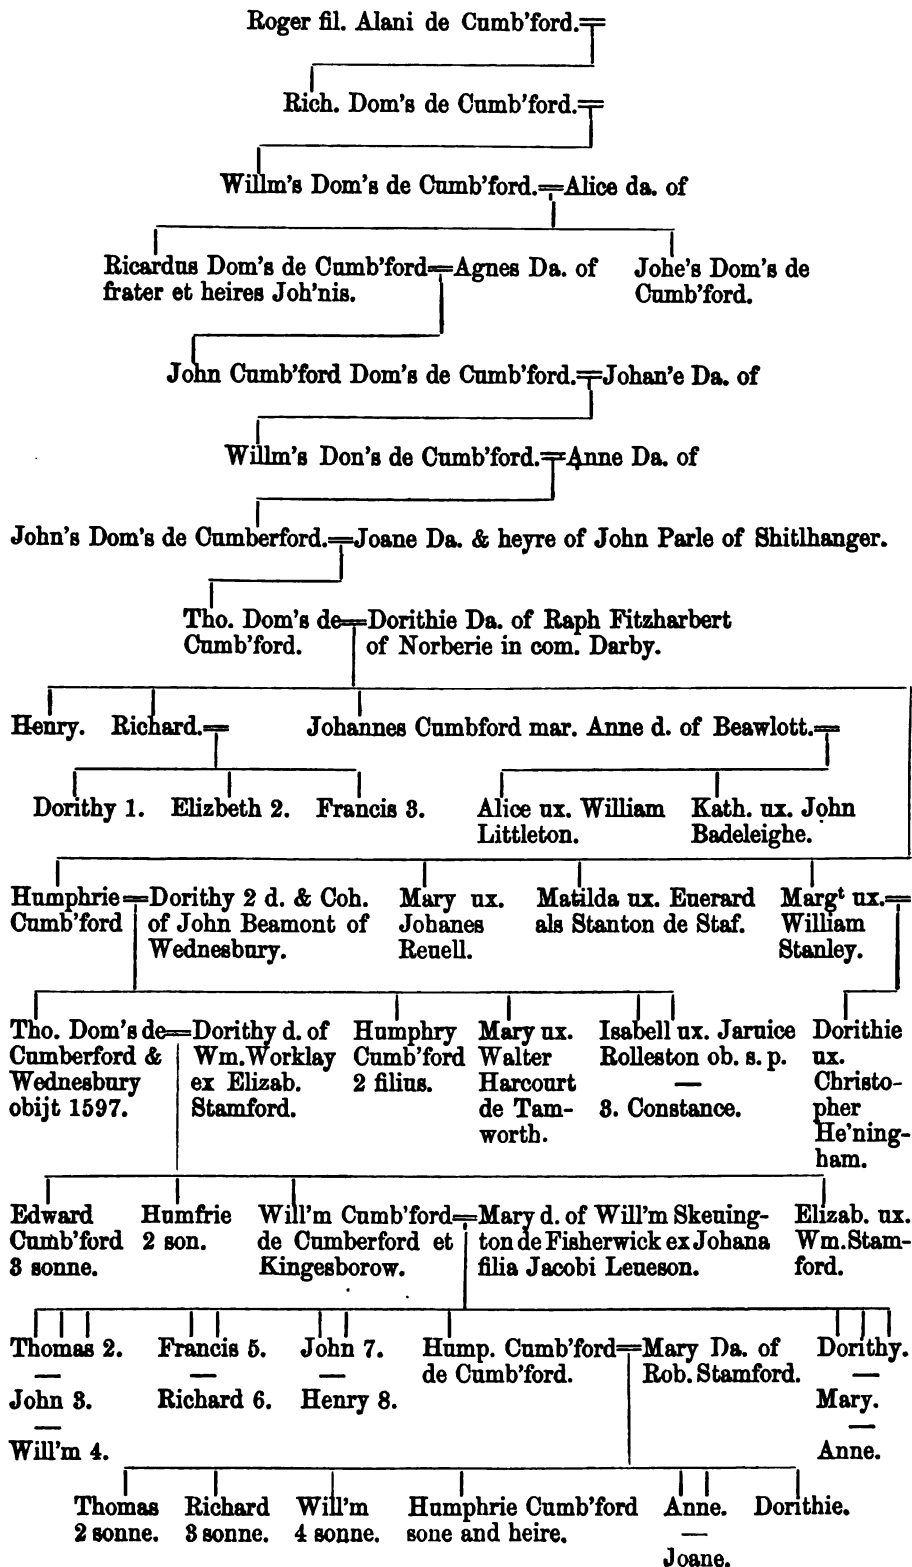 Roger fil. Alani de Cumb'ford.
Rich. Dom's de Cumb'ford.
Willm's Dom's de Cumb'ford. Alice da. of
Ricardus Dom's de Cumb'ford
frater et heires Joh'nis.
Agnes Da. of
Johe's Dom's de
Cumb'ford.
John Cumb'ford Dom's de Cumb'ford. Johan'e Da. of
Willm's Don's de Cumb'ford. Anne Da. of
John's Dom's de Cumberford. Joane Da. & heyre of John Parle of Shitlhanger.
Tho. Dom's de
Cumb'ford.
Dorithie Da. of Raph Fitzharbert
of Norberie in com. Darby.
Henry.
Richard.
Johannes Cumbford mar. Anne d. of Beawlott.
Dorithy 1.
Elizbeth 2.
Francis 3.
Alice ux. William
Littleton.
Kath. ux. John
Badeleighe.
Humphrie
Cumb'ford
Dorithy 2 d. & Coh.
of John Beamont of
Wednesbury.
Mary ux.
Johanes
Reuell.
Matilda ux. Euerard
als Stanton de Staf.
Margt ux.
William
Stanley.
Tho. Dom's de
Cumberford &
Wednesbury
obijt 1597.
Dorithy d. of
Wm. Worklay
ex Elizab.
Stamford.
Humphry
Cumb'ford
2 filius.
Mary ux.
Walter
Harcourt
de Tam-
worth.
Isabell ux. Jaruice
Rolleston ob. s. p.
—
3. Constance.
Dorithie
ux.
Christo-
pher
He'ning-
ham.
Edward
Cumb'ford
3 sonne.
Humfrie
2 son.
Will'm Cumb'ford
de Cumberford et
Kingesborow.
Mary d. of Will'm Skeuing-
ton de Fisherwick ex Johana
filia Jacobi Leueson.
Elizab. ux.
Wm. Stam-
ford.
Thomas 2.
—
John 3.
—
Will'm 4.
Francis 5.
—
Richard 6.
John 7.
—
Henry 8.
Hump. Cumb'ford
de Cumb'ford.
Mary Da. of
Rob. Stamford.
Dorithy.
—
Mary.
—
Anne.
Thomas
2 sonne.
Richard
3 sonne.
Will'm
4 sonne.
Humphrie Cumb'ford
sone and heire.
Anne.
—
Joane.
Dorithie.